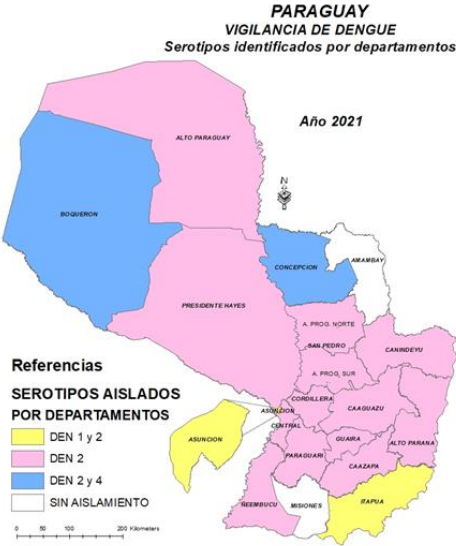 PARAGUAY
VIGILANCIA DE DENGUE
Serotipos identificados por departamentos
Año 2021
ALTO PARAGUAY
N
BOQUERON
CONCEPCION
AMAMBAY
PRESIDENTE HAYES
A. PROG. NORTE
SAN PEDRO
CANINDEYU
A. PROG, SUR
CORDILLERA
ASUNCION
CAAGUAZU
CENTRAL
ASUNCION
GUAIRA
ALTO PARANA
PARAGUARI
CAAZAPA
ITAPUA
ÑEEMBUCU
MISIONES
Referencias
SEROTIPOS AISLADOS
POR DEPARTAMENTOS
DEN 1 y 2
DEN 2
DEN 2 y 4
SIN AISLAMIENTO
0 50 100 200 Kilometers